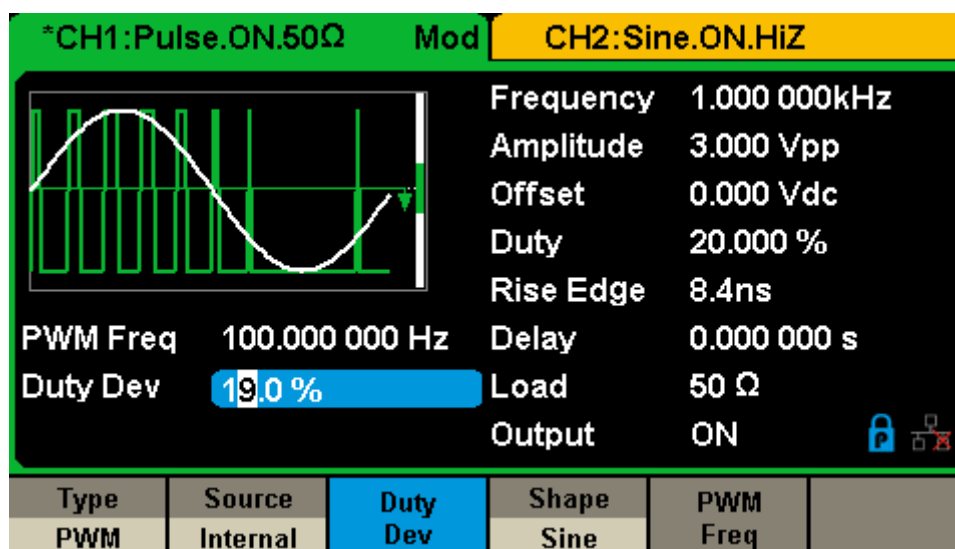 *CH1:Pulse.ON.50Ω Mod
CH2:Sine.ON.HiZ
Frequency 1.000 000kHz
Amplitude 3.000 Vpp
Offset 0.000 Vdc
Duty 20.000 %
Rise Edge 8.4ns
PWM Freq 100.000 000 Hz
Delay 0.000 000 s
Duty Dev 19.0 %
Load 50 Ω
Output ON
P
Type
PWM
Source
Internal
Duty
Dev
Shape
Sine
PWM
Freq